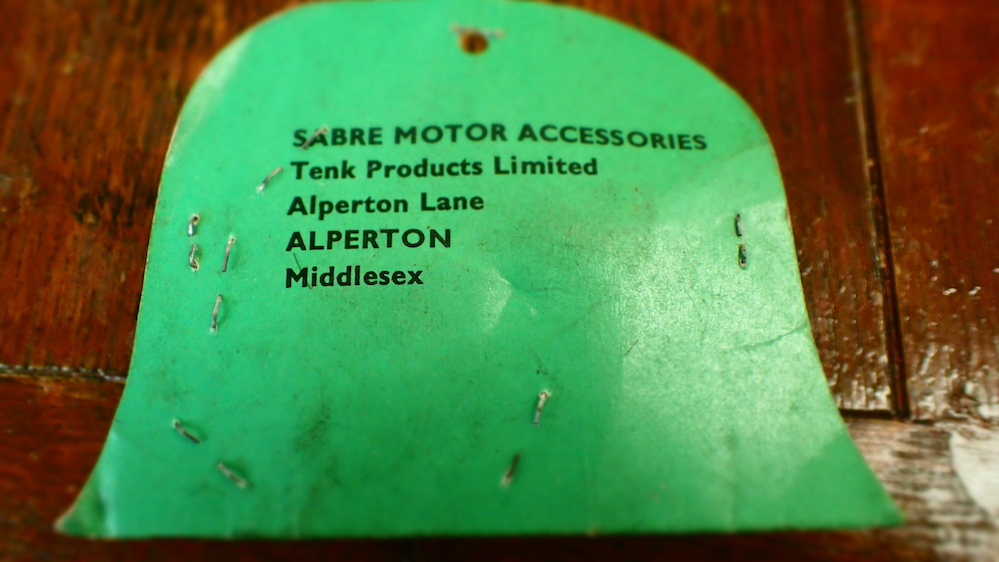 SABRE MOTOR ACCESSORIES
Tenk Products Limited
Alperton Lane
ALPERTON
Middlesex